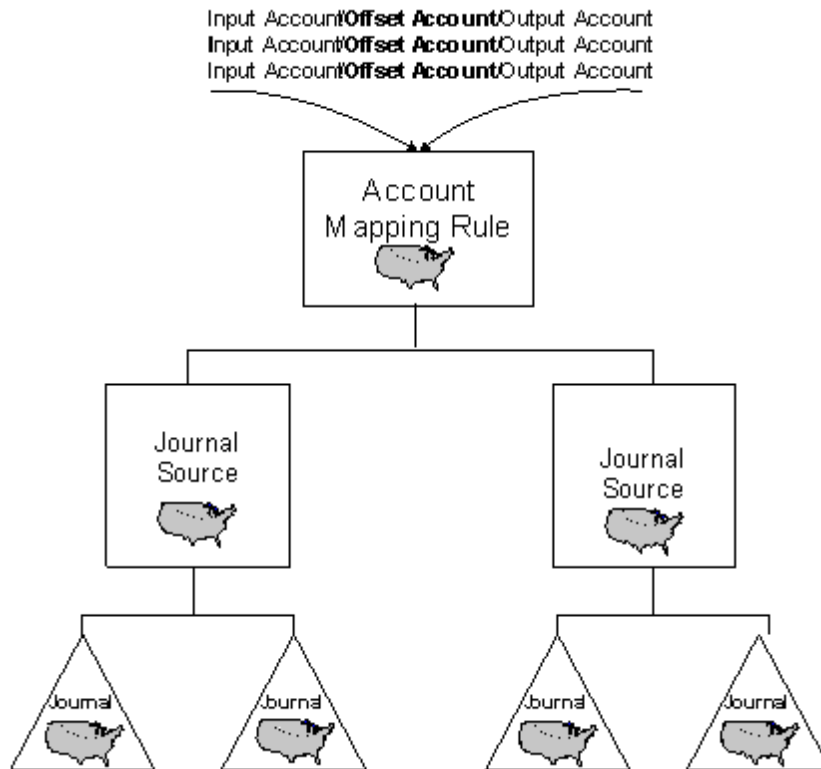 Input Account/Offset Account/Output Account
Input Account/Offset Account/Output Account
Input Account/Offset Account/Output Account
Account
Mapping Rule
Journal
Source
Journal
Source
Journal
Journal
Journal
Journal